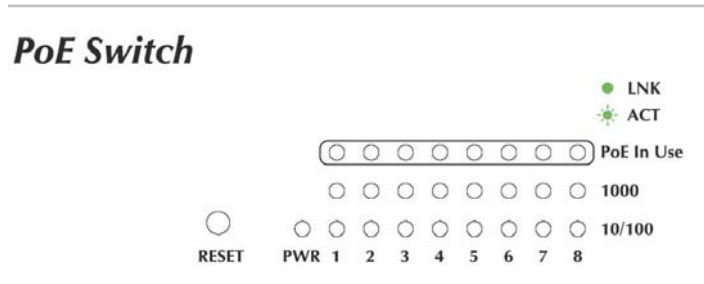 PoE Switch
LNK
ACT
PoE In Use
1000
10/100
RESET PWR 1 2 3 4 5 6 7 8